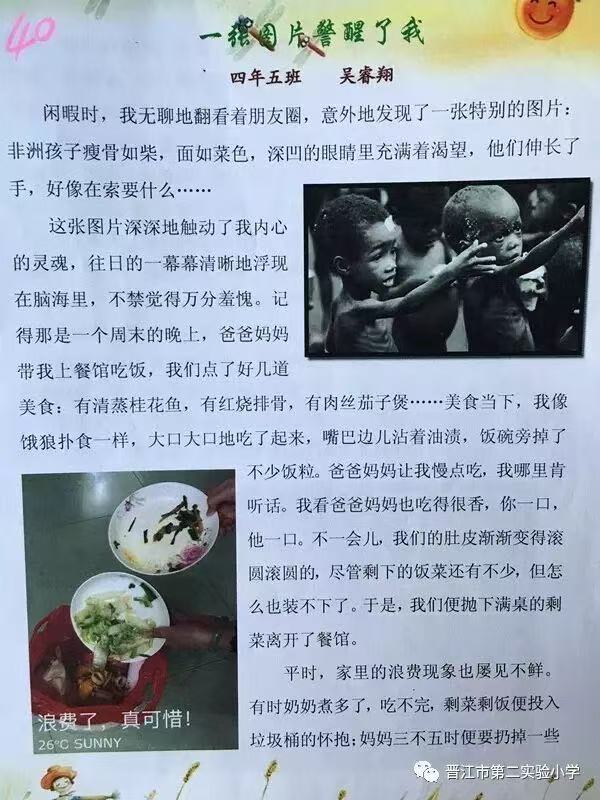 40
一张图片警醒了我
四年五班 吴睿翔
闲暇时，我无聊地翻看着朋友圈，意外地发现了一张特别的图片：
非洲孩子瘦骨如柴，面如菜色，深凹的眼睛里充满着渴望，他们伸长了
手，好像在索要什么……
这张图片深深地触动了我内心
的灵魂，往日的一幕幕清晰地浮现
在脑海里，不禁觉得万分羞愧。记
得那是一个周末的晚上，爸爸妈妈
带我上餐馆吃饭，我们点了好几道
美食：有清蒸桂花鱼，有红烧排骨，有肉丝茄子煲……美食当下，我像
饿狼扑食一样，大口大口地吃了起来，嘴巴边儿沾着油渍，饭碗旁掉了
不少饭粒。爸爸妈妈让我慢点吃，我哪里肯
听话。我看爸爸妈妈也吃得很香，你一口，
他一口。不一会儿，我们的肚皮渐渐变得滚
圆滚圆的，尽管剩下的饭菜还有不少，但怎
么也装不下了。于是，我们便抛下满桌的剩
菜离开了餐馆。
平时，家里的浪费现象也屡见不鲜。
有时奶奶煮多了，吃不完，剩菜剩饭便投入
垃圾桶的怀抱；妈妈三不五时便要扔掉一些
浪费了，真可惜！
26°C SUNNY
晋江市第二实验小学